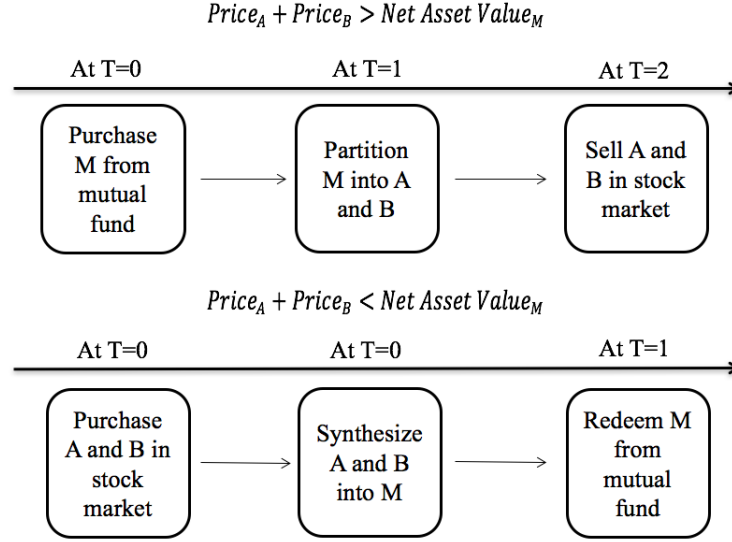 Price_A + Price_B > Net Asset Value_M
At T=0 At T=1 At T=2
Purchase
M from
mutual
fund
Partition
M into A
and B
Sell A and
B in stock
market
Price_A + Price_B < Net Asset Value_M
At T=0 At T=0 At T=1
Purchase
A and B in
stock
market
Synthesize
A and B
into M
Redeem M
from
mutual
fund